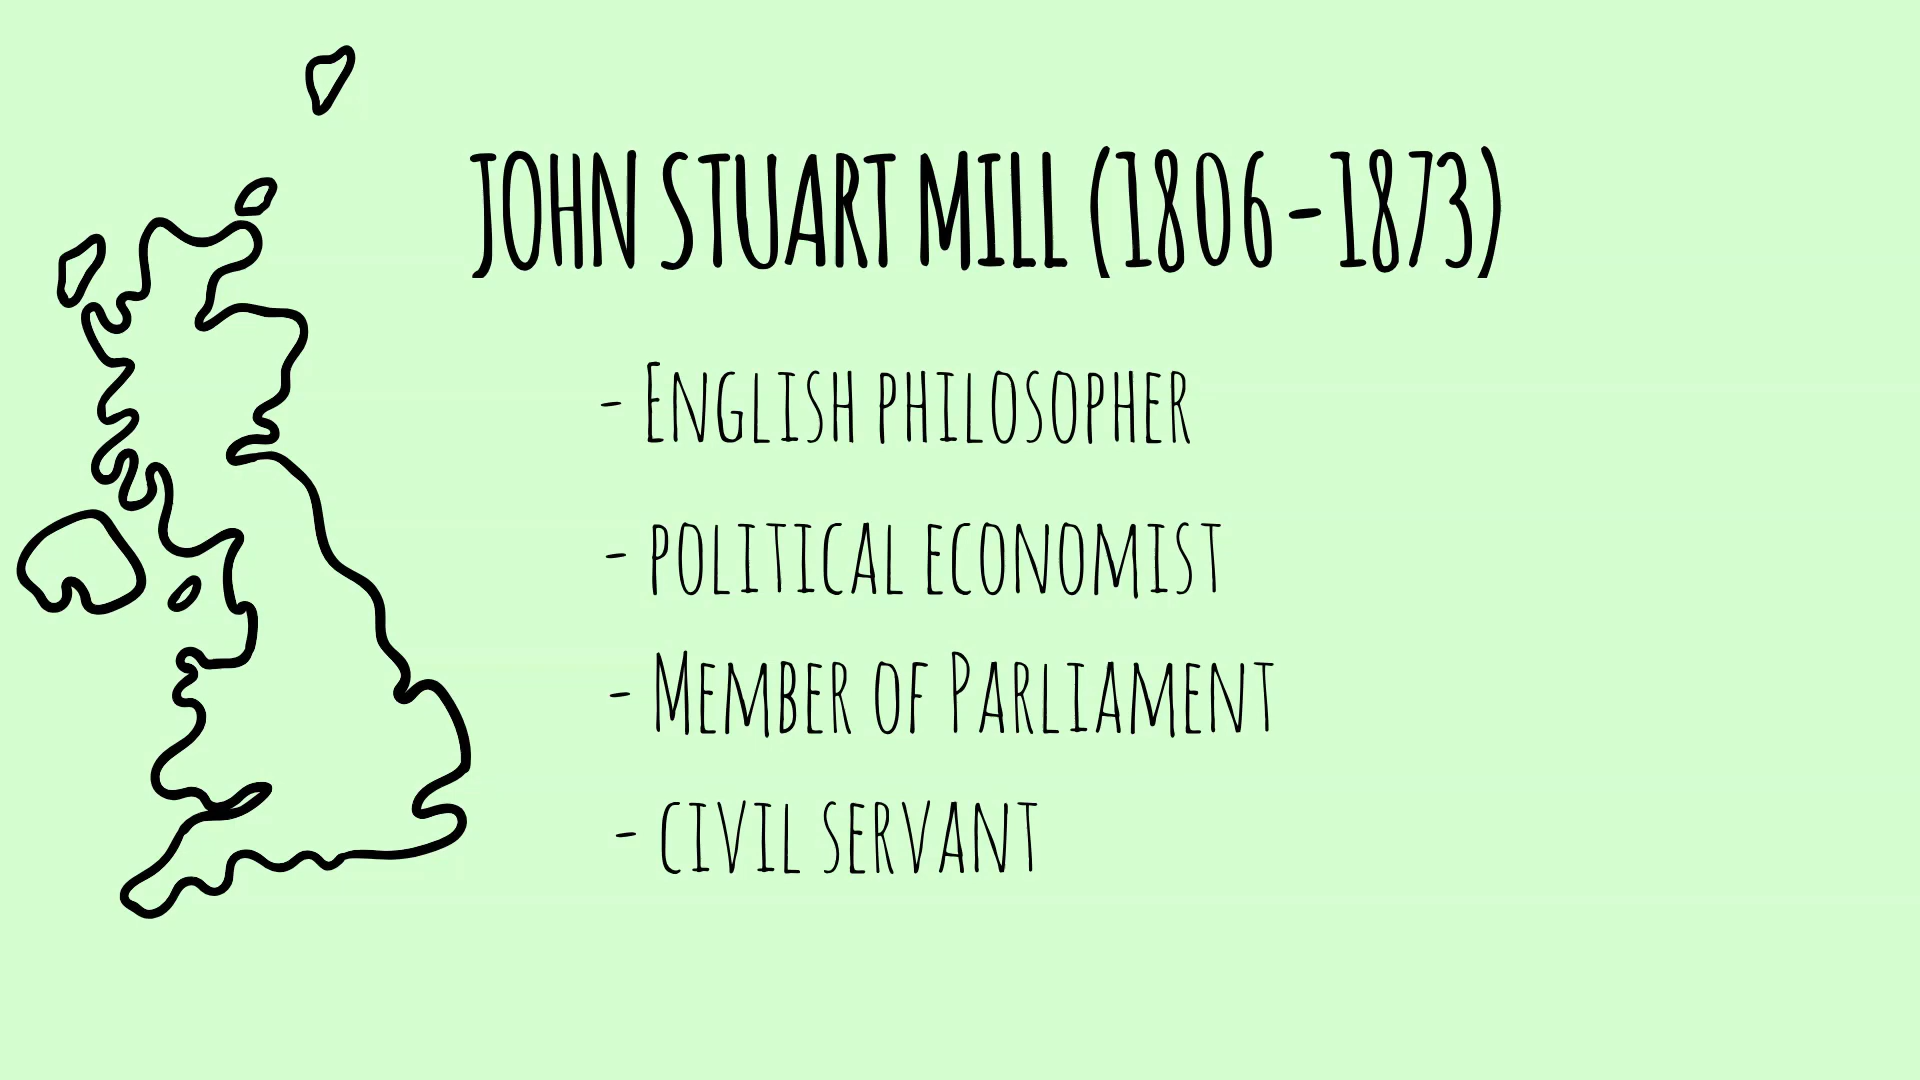 JOHN STUART MILL (1806-1873)
- English philosopher
- political economist
- Member of Parliament
- civil servant